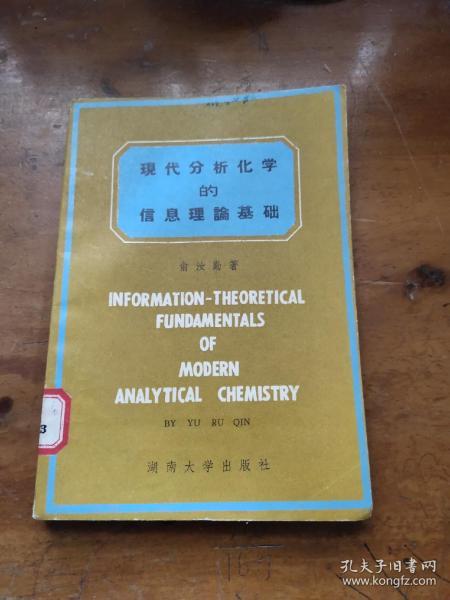 現代分析化学
的
信息理論基础
俞汝勤著
INFORMATION-THEORETICAL
FUNDAMENTALS
OF
MODERN
ANALYTICAL CHEMISTRY
BY YU RU QIN
湖南大学出版社
3
孔夫子旧书网
www.kongfz.com